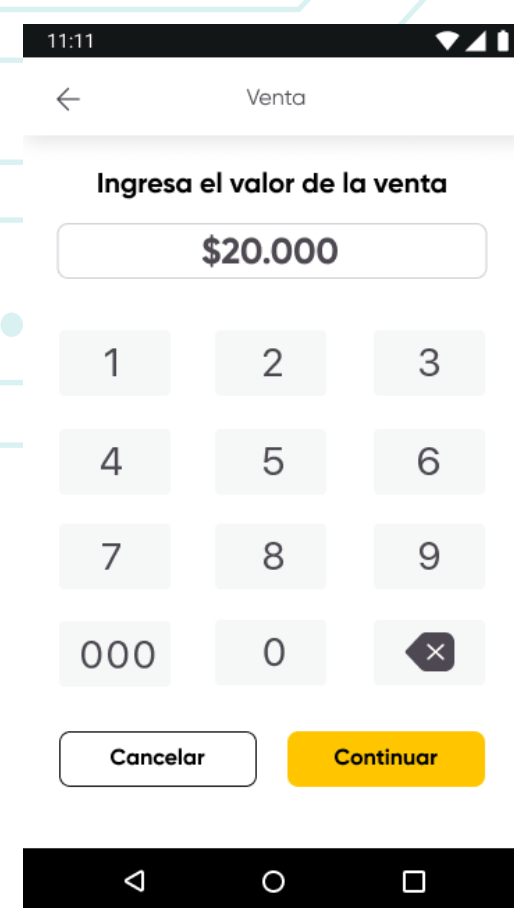 11:11
Venta
Ingresa el valor de la venta
$20.000
1 2 3
4 5 6
7 8 9
000 0
Cancelar Continuar